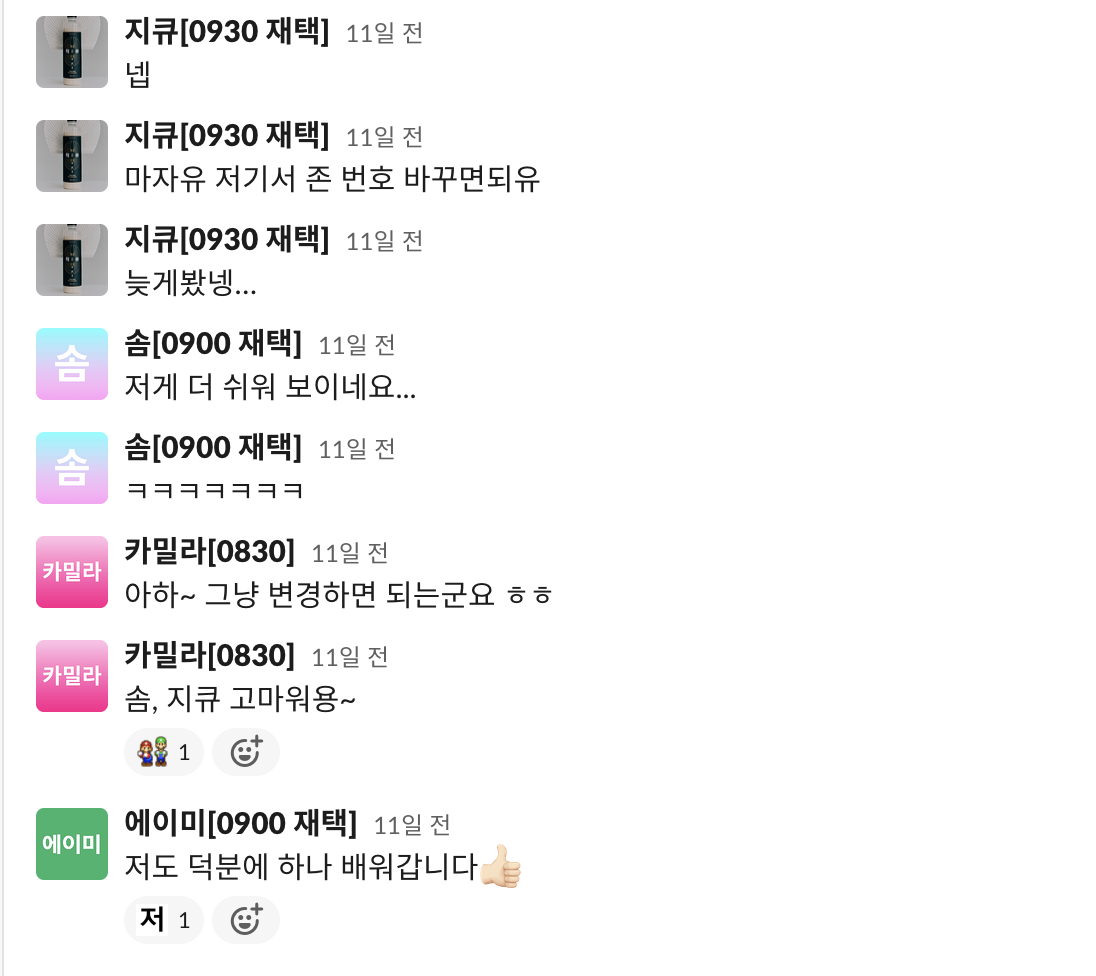 지큐[0930 재택] 11일 전
넵
지큐[0930 재택] 11일 전
마자유 저기서 존 번호 바꾸면되유
지큐[0930 재택] 11일 전
늦게봤넹...
솜
솜[0900 재택] 11일 전
저게 더 쉬워 보이네요...
솜
솜[0900 재택] 11일 전
ㅋㅋㅋㅋㅋㅋㅋ
카밀라
카밀라[0830] 11일 전
아하~ 그냥 변경하면 되는군요 ㅎㅎ
카밀라
카밀라[0830] 11일 전
솜, 지큐 고마워용~
1
에이미
에이미[0900 재택] 11일 전
저도 덕분에 하나 배워갑니다👍🏻
저 1